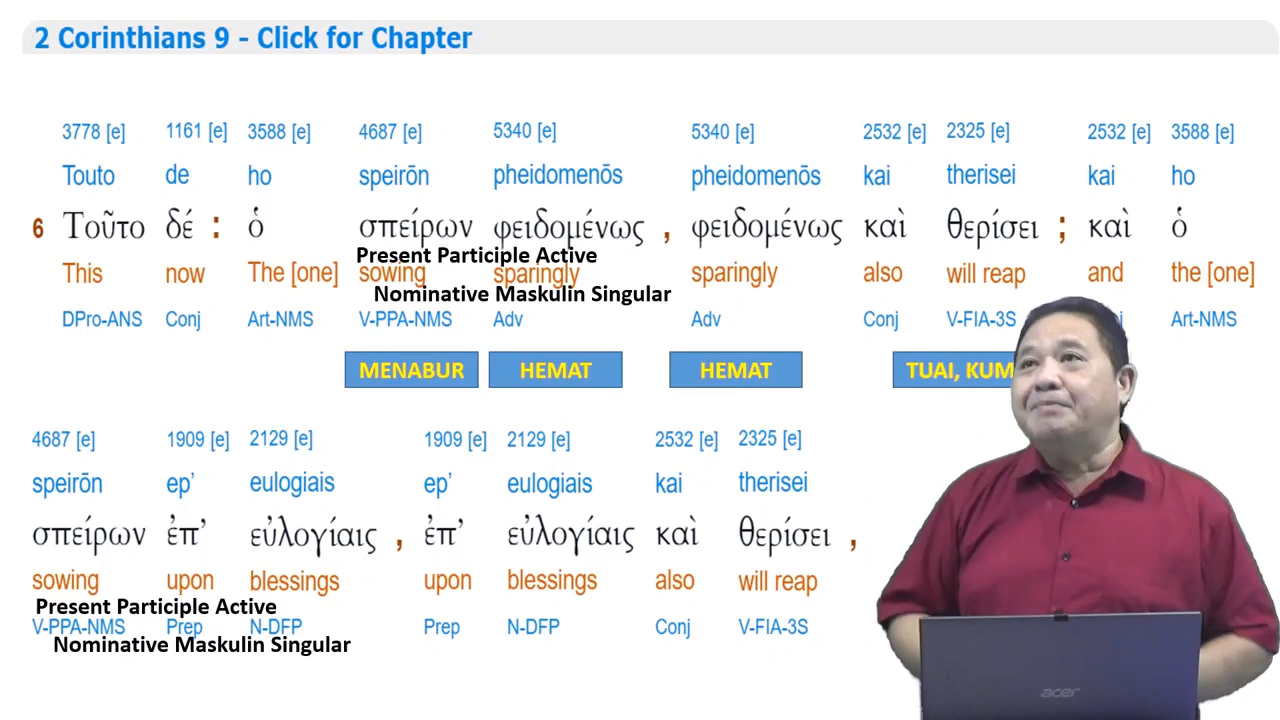 2 Corinthians 9 - Click for Chapter
3778 [e] 1161 [e] 3588 [e] 4687 [e] 5340 [e] 5340 [e] 2532 [e] 2325 [e] 2532 [e] 3588 [e]
Touto de ho speirōn pheidomenōs pheidomenōs kai therisei kai ho
6 Τοῦτο δέ : ὁ σπείρων φειδομένως , φειδομένως καὶ θερίσει ; καὶ ὁ
Present Participle Active
This now The [one] sowing sparingly sparingly also will reap and the [one]
Nominative Maskulin Singular
DPro-ANS Conj Art-NMS V-PPA-NMS Adv Adv Conj V-FIA-3S Art-NMS
MENABUR HEMAT HEMAT TUAI, KUM
4687 [e] 1909 [e] 2129 [e] 1909 [e] 2129 [e] 2532 [e] 2325 [e]
speirōn ep’ eulogiais ep’ eulogiais kai therisei
σπείρων ἐπ’ εὐλογίαις , ἐπ’ εὐλογίαις καὶ θερίσει ,
sowing upon blessings upon blessings also will reap
Present Participle Active
V-PPA-NMS Prep N-DFP Prep N-DFP Conj V-FIA-3S
Nominative Maskulin Singular
acer